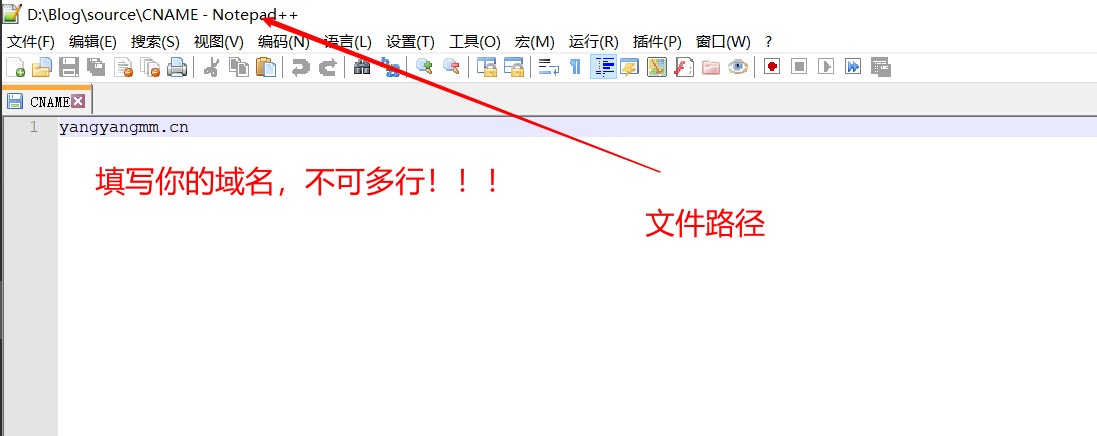 D:\Blog\source\CNAME - Notepad++
文件(F) 编辑(E) 搜索(S) 视图(V) 编码(N) 语言(L) 设置(T) 工具(O) 宏(M) 运行(R) 插件(P) 窗口(W) ?
CNAME
1 yangyangmm.cn
填写你的域名，不可多行！！！
文件路径